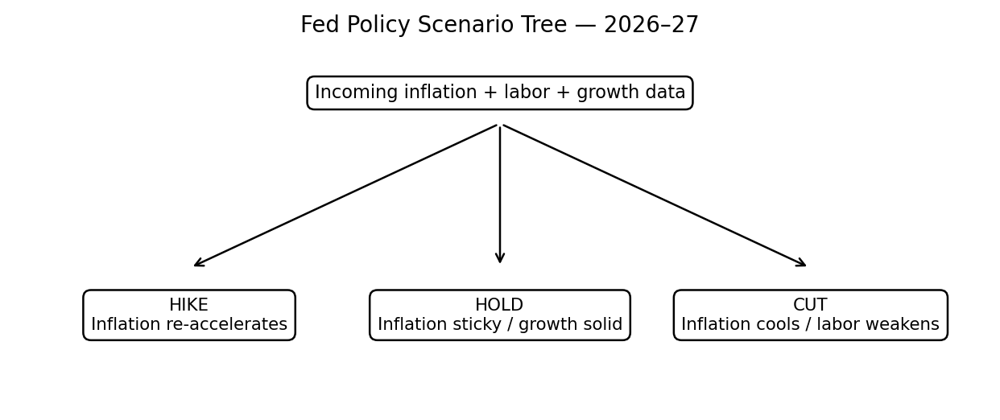 Fed Policy Scenario Tree — 2026–27
Incoming inflation + labor + growth data
HIKE
Inflation re-accelerates
HOLD
Inflation sticky / growth solid
CUT
Inflation cools / labor weakens